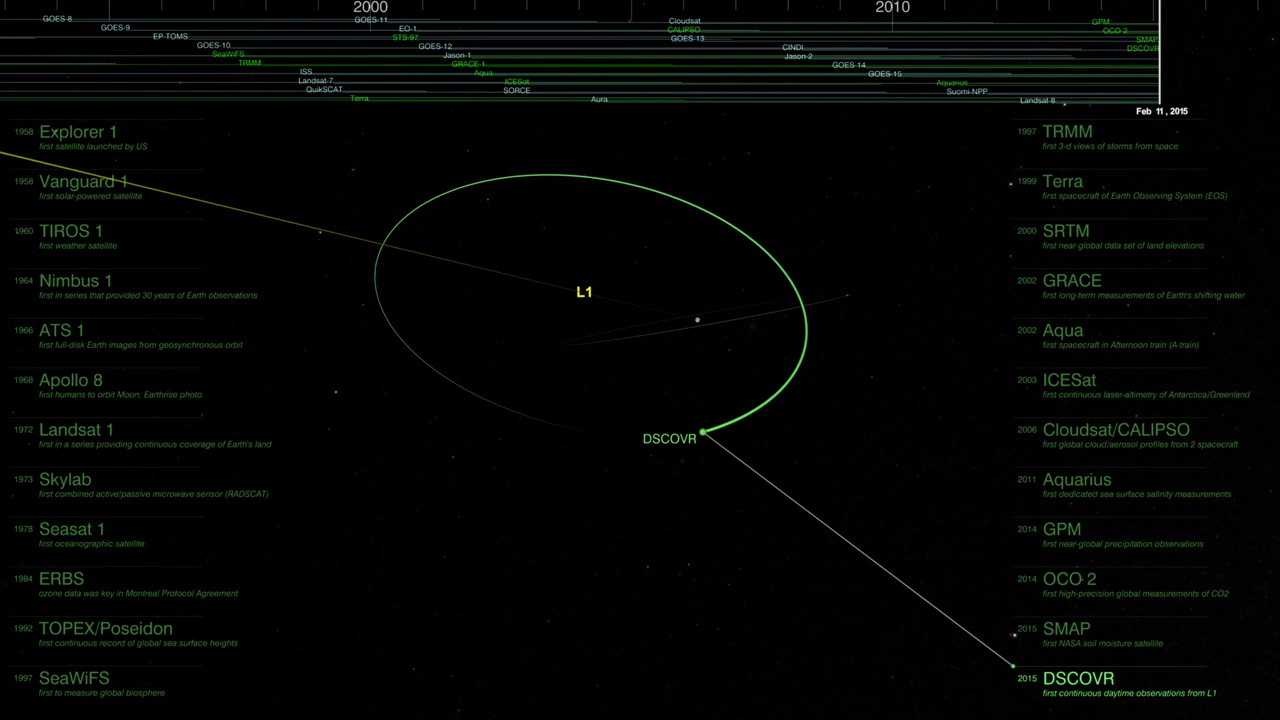 2000
2010
GOES-8
GOES-11
Cloudsat
GPM
GOES-9
EO-1
CALIPSO
OCO-2
EP-TOMS
STS-97
GOES-13
SMAP
GOES-10
GOES-12
CINDI
DSCOVR
SeaWiFS
Jason-1
Jason-2
TRMM
GRACE-1
GOES-14
ISS
Aqua
GOES-15
Landsat-7
ICESat
Aquarius
QuikSCAT
SORCE
Suomi-NPP
Terra
Aura
Landsat-8
Feb 11, 2015
1958 Explorer 1
first satellite launched by US
1958 Vanguard 1
first solar-powered satellite
1960 TIROS 1
first weather satellite
1964 Nimbus 1
first in series that provided 30 years of Earth observations
1966 ATS 1
first full-disk Earth images from geosynchronous orbit
1968 Apollo 8
first humans to orbit Moon; Earthrise photo
1972 Landsat 1
first in a series providing continuous coverage of Earth's land
1973 Skylab
first combined active/passive microwave sensor (RADSCAT)
1978 Seasat 1
first oceanographic satellite
1984 ERBS
ozone data was key in Montreal Protocol Agreement
1992 TOPEX/Poseidon
first continuous record of global sea surface heights
1997 SeaWiFS
first to measure global biosphere
L1
DSCOVR
1997 TRMM
first 3-d views of storms from space
1999 Terra
first spacecraft of Earth Observing System (EOS)
2000 SRTM
first near-global data set of land elevations
2002 GRACE
first long-term measurements of Earth's shifting water
2002 Aqua
first spacecraft in Afternoon train (A-train)
2003 ICESat
first continuous laser-altimetry of Antarctica/Greenland
2006 Cloudsat/CALIPSO
first global cloud/aerosol profiles from 2 spacecraft
2011 Aquarius
first dedicated sea surface salinity measurements
2014 GPM
first near-global precipitation observations
2014 OCO-2
first high-precision global measurements of CO2
2015 SMAP
first NASA soil moisture satellite
2015 DSCOVR
first continuous daytime observations from L1